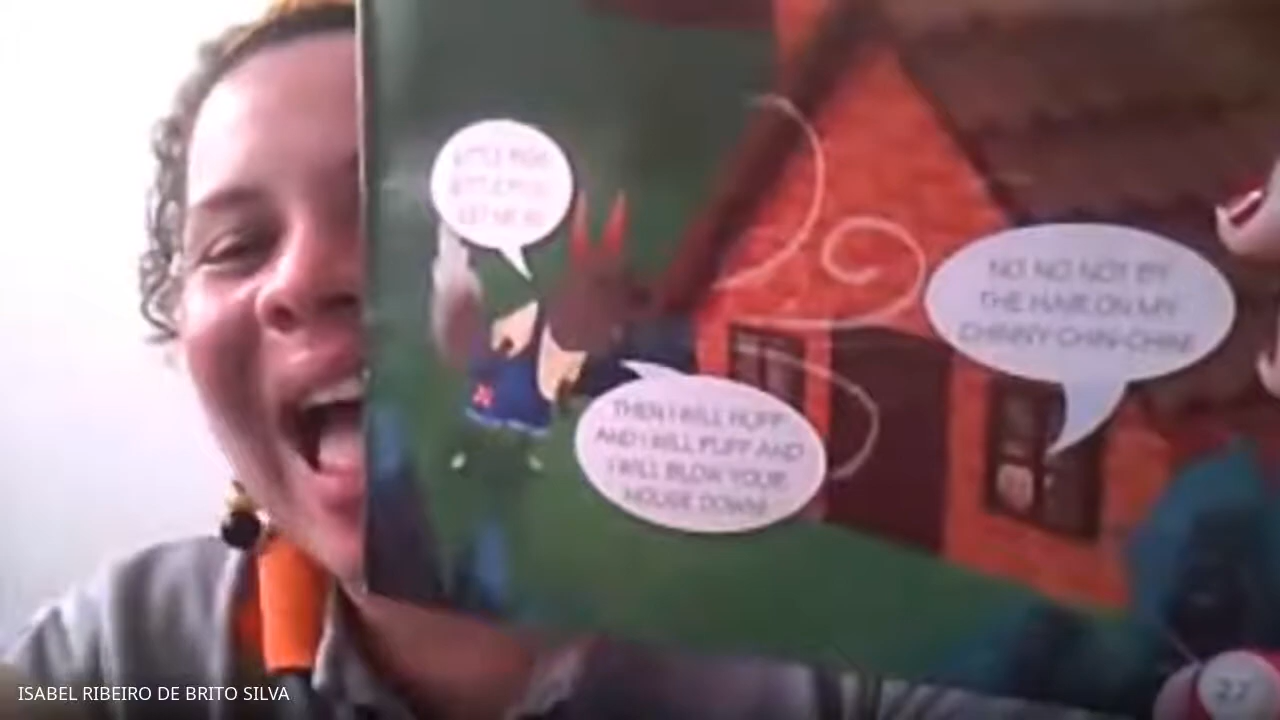 LITTLE PIGS,
LITTLE PIGS,
LET ME IN!
NO, NO, NOT BY
THE HAIR ON MY
CHINNY-CHIN-CHIN!
THEN I WILL HUFF
AND I WILL PUFF AND
I WILL BLOW YOUR
HOUSE DOWN!
27
ISABEL RIBEIRO DE BRITO SILVA